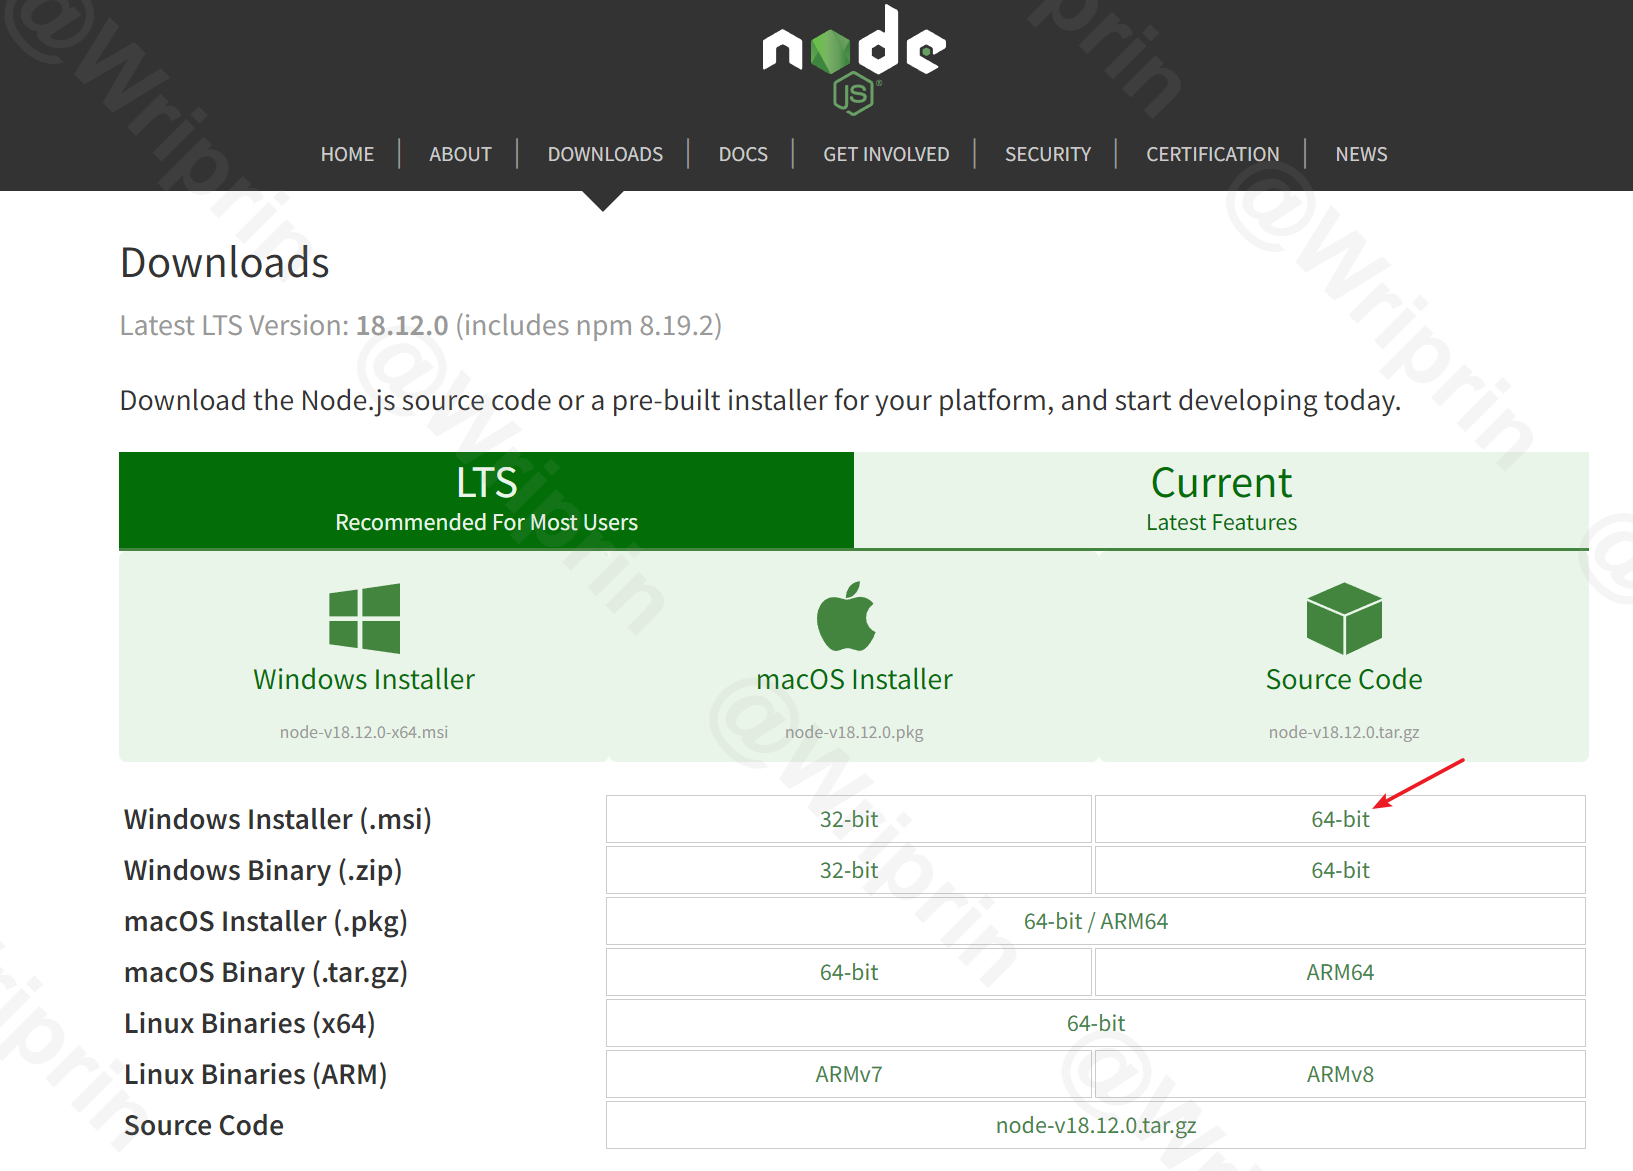 node
JS®
HOME | ABOUT | DOWNLOADS | DOCS | GET INVOLVED | SECURITY | CERTIFICATION | NEWS
Downloads
Latest LTS Version: 18.12.0 (includes npm 8.19.2)
Download the Node.js source code or a pre-built installer for your platform, and start developing today.
LTS
Recommended For Most Users
Current
Latest Features
Windows Installer
node-v18.12.0-x64.msi
macOS Installer
node-v18.12.0.pkg
Source Code
node-v18.12.0.tar.gz
Windows Installer (.msi) 32-bit 64-bit
Windows Binary (.zip) 32-bit 64-bit
macOS Installer (.pkg) 64-bit / ARM64
macOS Binary (.tar.gz) 64-bit ARM64
Linux Binaries (x64) 64-bit
Linux Binaries (ARM) ARMv7 ARMv8
Source Code node-v18.12.0.tar.gz
@Wriprin
@Wriprin
@Wriprin
@Wriprin